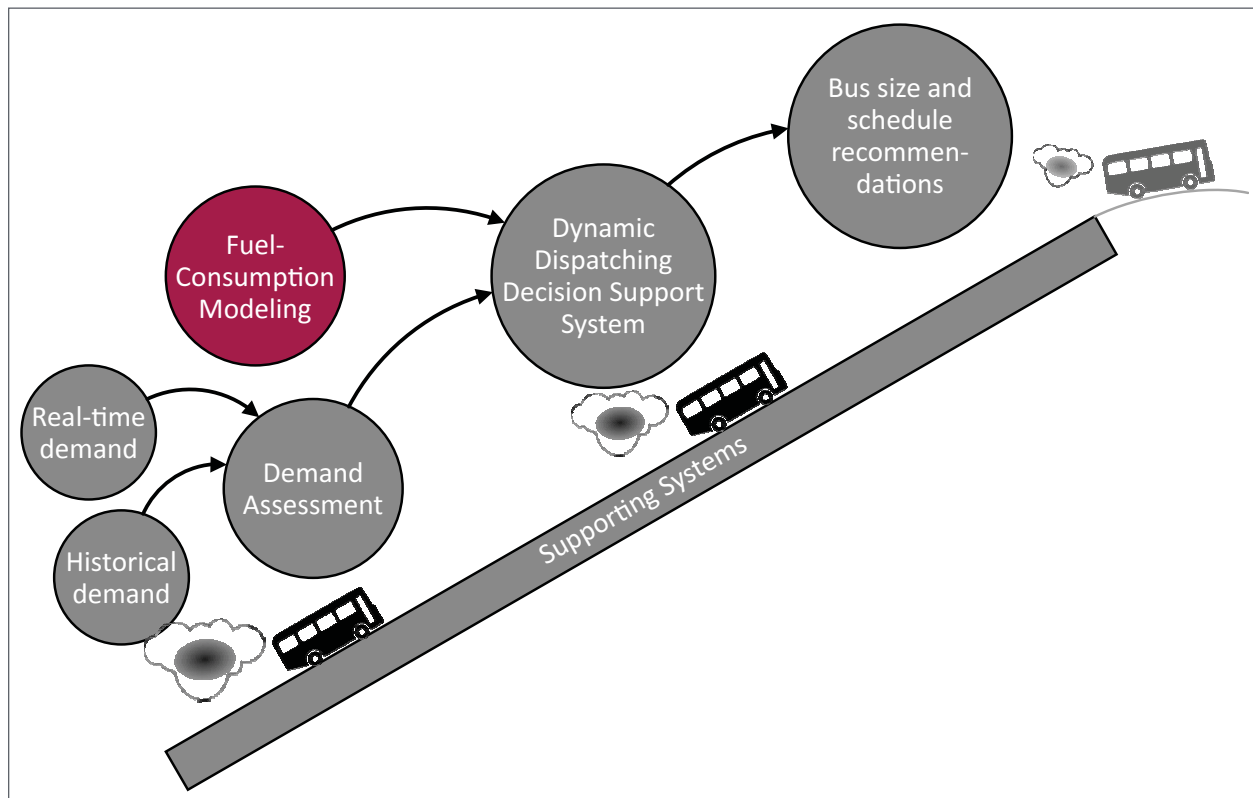 Bus size and
schedule
recommen-
dations
Dynamic
Dispatching
Decision Support
System
Fuel-
Consumption
Modeling
Real-time
demand
Demand
Assessment
Historical
demand
Supporting Systems